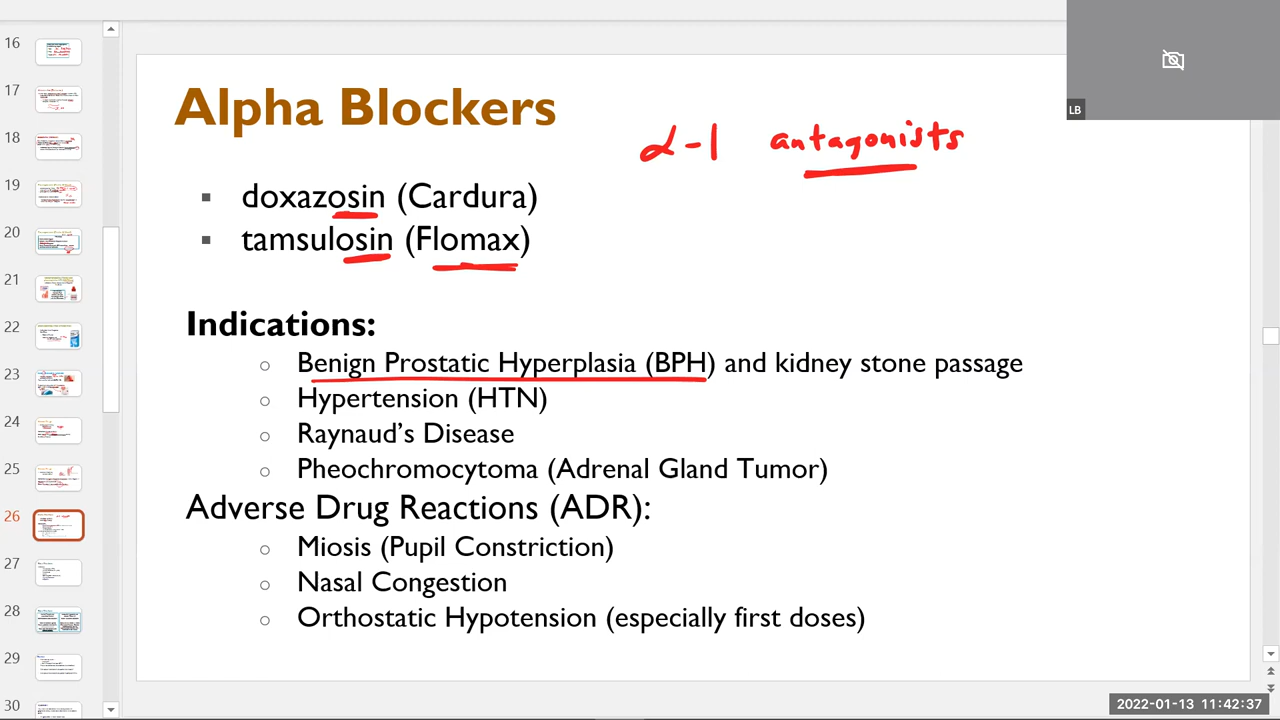 16
17
18
19
20
21
22
24
25
26
27
28
29
30
LB
Alpha Blockers
α-1 antagonists
▪ doxazosin (Cardura)
▪ tamsulosin (Flomax)
Indications:
○ Benign Prostatic Hyperplasia (BPH) and kidney stone passage
○ Hypertension (HTN)
○ Raynaud's Disease
○ Pheochromocytoma (Adrenal Gland Tumor)
Adverse Drug Reactions (ADR):
○ Miosis (Pupil Constriction)
○ Nasal Congestion
○ Orthostatic Hypotension (especially first doses)
2022-01-13 11:42:37